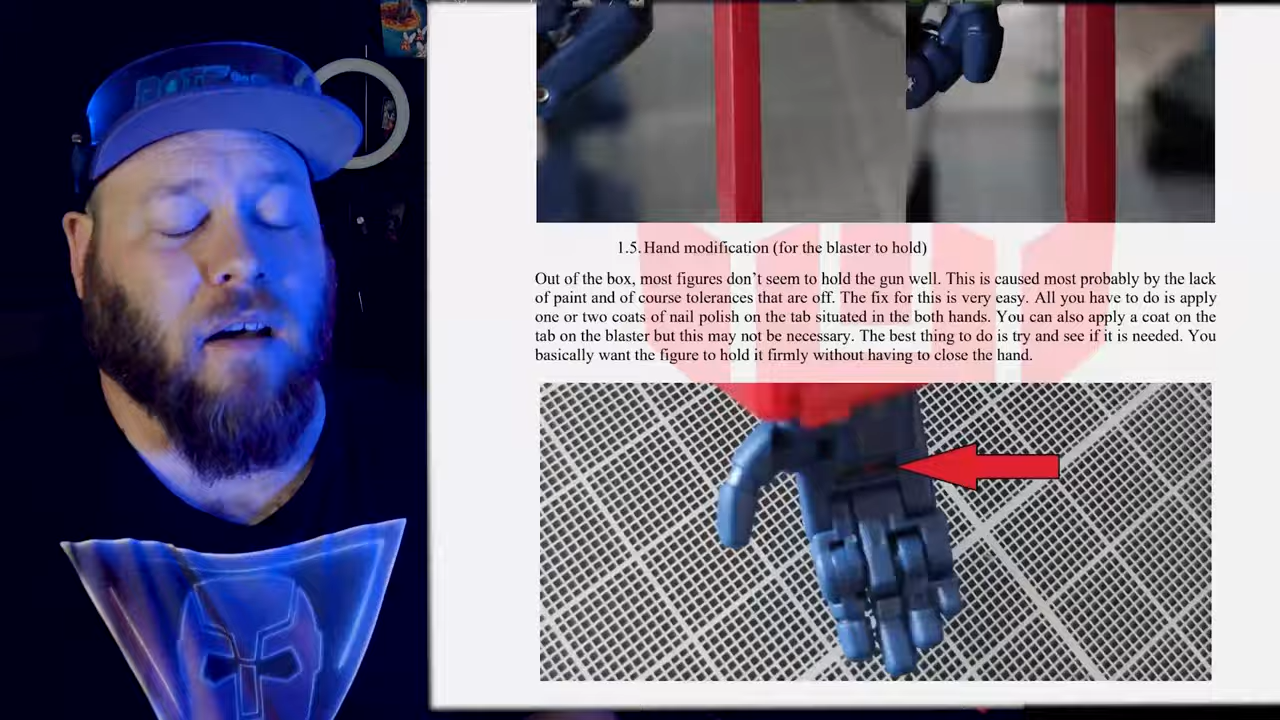 1.5. Hand modification (for the blaster to hold)
Out of the box, most figures don’t seem to hold the gun well. This is caused most probably by the lack
of paint and of course tolerances that are off. The fix for this is very easy. All you have to do is apply
one or two coats of nail polish on the tab situated in the both hands. You can also apply a coat on the
tab on the blaster but this may not be necessary. The best thing to do is try and see if it is needed. You
basically want the figure to hold it firmly without having to close the hand.